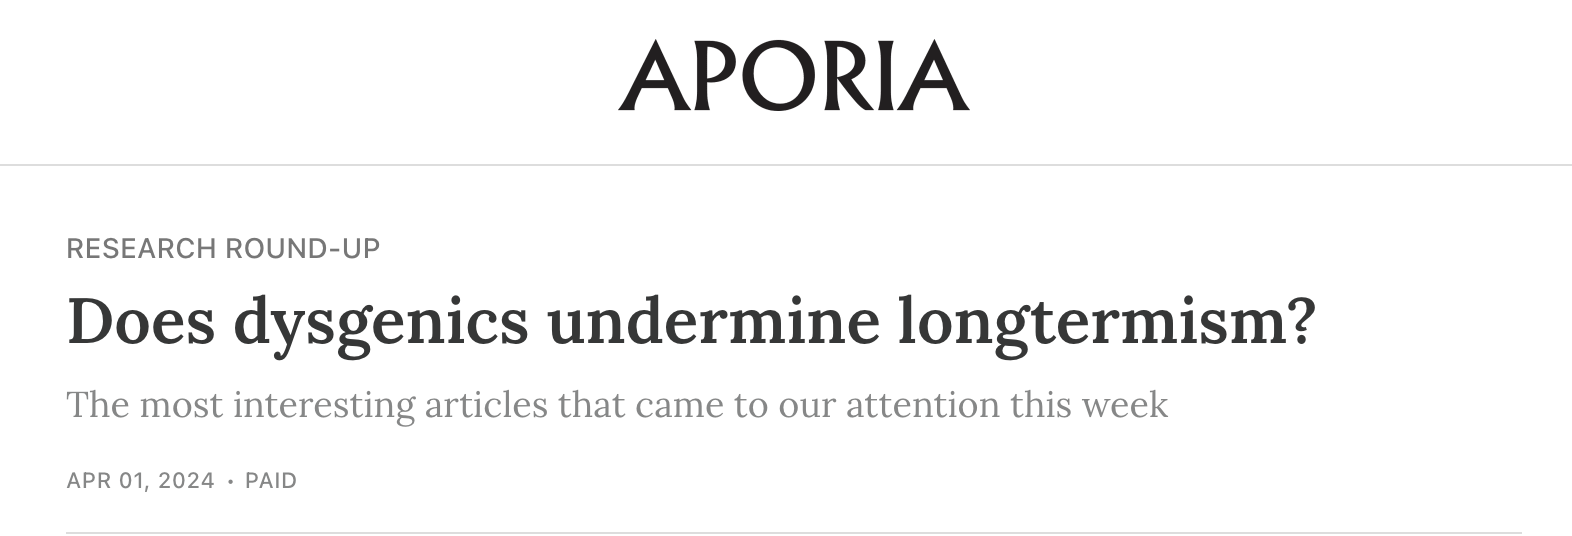 APORIA
RESEARCH ROUND-UP
Does dysgenics undermine longtermism?
The most interesting articles that came to our attention this week
APR 01, 2024 • PAID